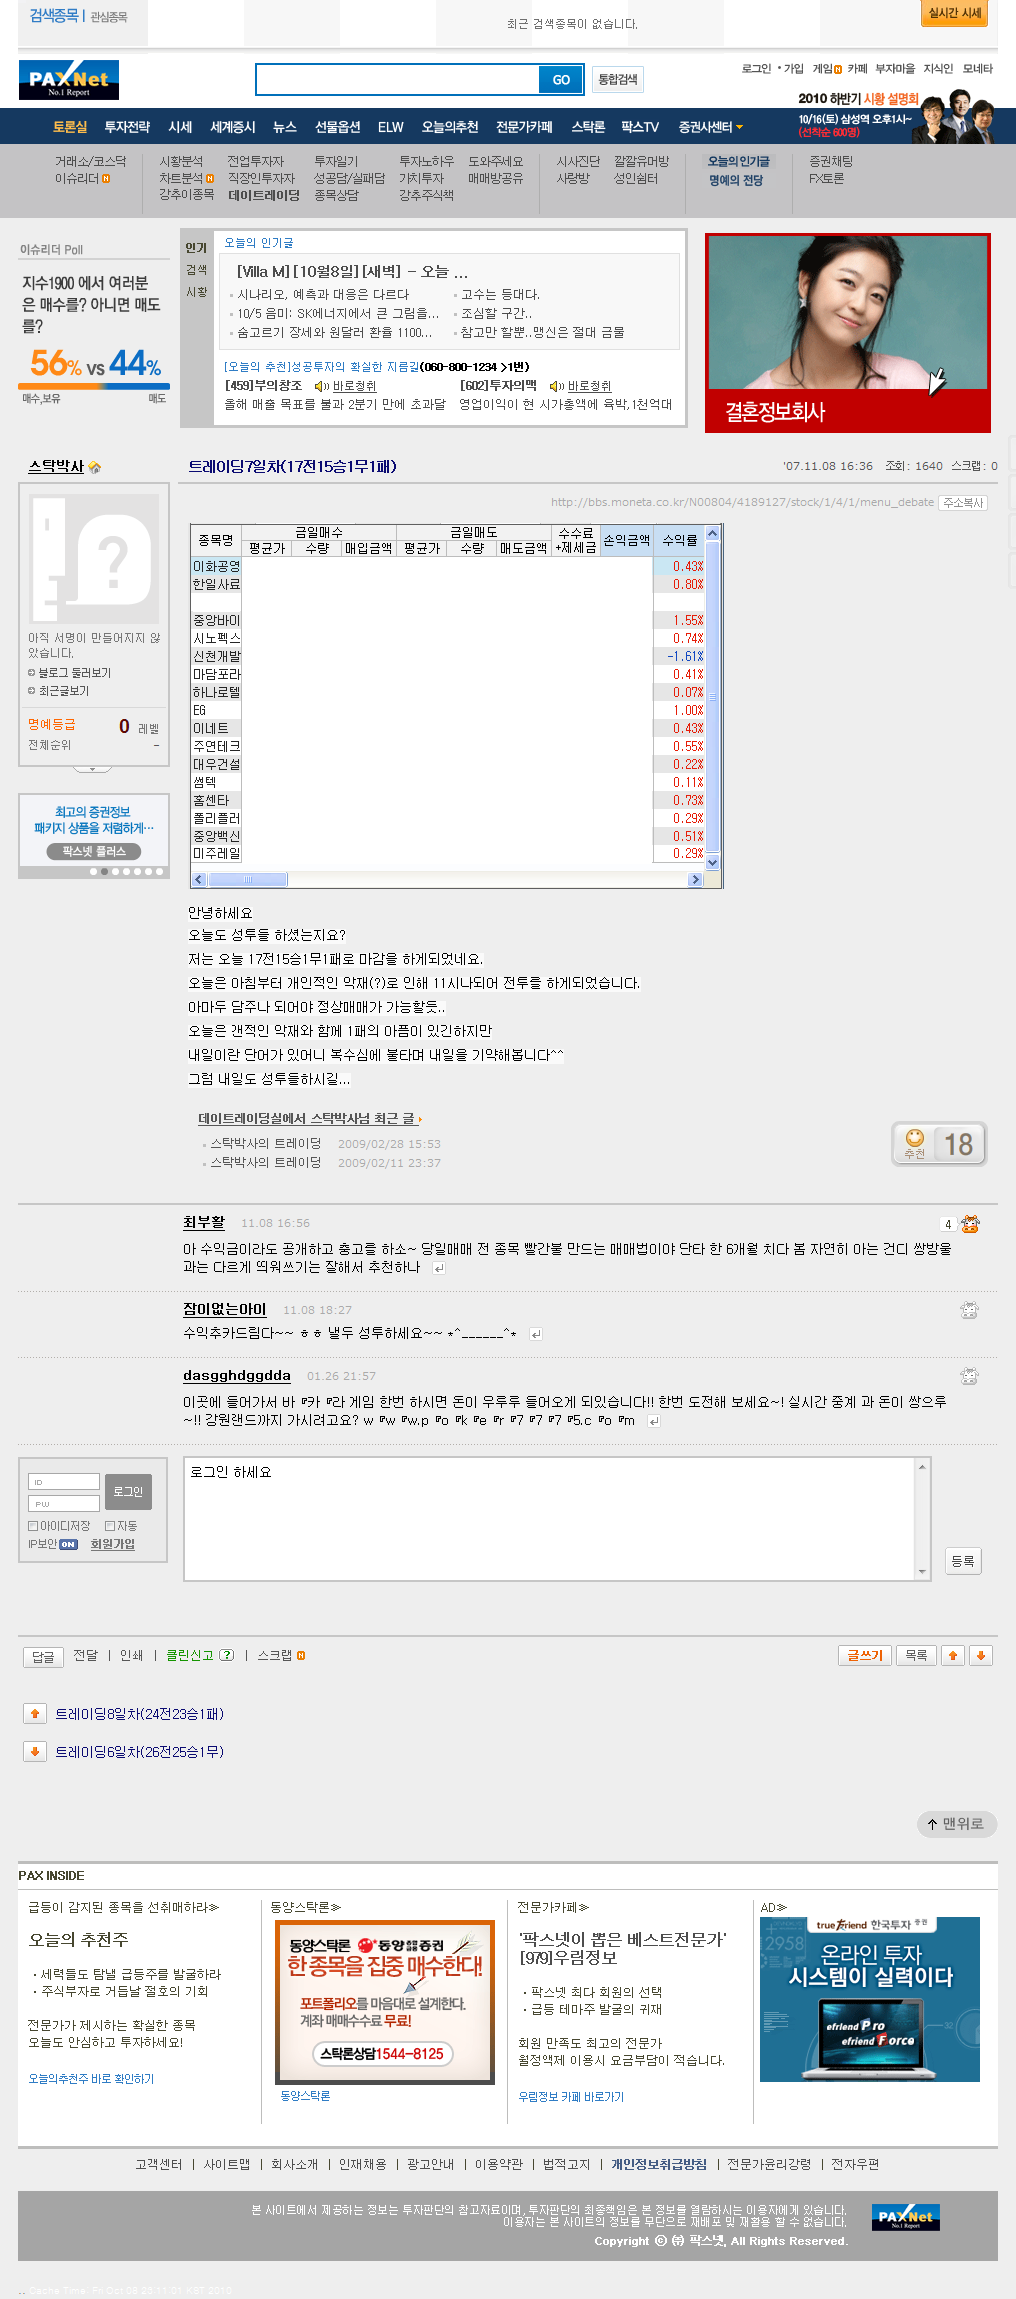 검색종목 | 관심종목
최근 검색종목이 없습니다.
실시간 시세
PAXNet
No.1 Report
GO
통합검색
로그인 • 가입 게임 N 카페 부자마을 지식인 모네타
2010 하반기 시황 설명회
10/16(토) 삼성역 오후1시~
(선착순 600명)
토론실 투자전략 시세 세계증시 뉴스 선물옵션 ELW 오늘의추천 전문가카페 스탁론 팍스TV 증권사센터
거래소/코스닥 시황분석 전업투자자 투자일기 투자노하우 도와주세요 시사진단 깔깔유머방 오늘의 인기글 증권채팅
이슈리더 N 차트분석 N 직장인투자자 성공담/실패담 가치투자 매매방공유 사랑방 성인쉼터 명예의 전당 FX토론
강추이종목 데이트레이딩 종목상담 강추주식책
이슈리더 Poll
지수1900 에서 여러분
은 매수를? 아니면 매도
를?
56% vs 44%
매수,보유 매도
인기
검색
시황
오늘의 인기글
[Villa M][10월8일][새벽] - 오늘 ...
시나리오, 예측과 대응은 다르다
고수는 등대다.
10/5 음미: SK에너지에서 큰 그림을...
조심할 구간..
숨고르기 장세와 원달러 환율 1100...
참고만 할뿐..맹신은 절대 금물
[오늘의 추천]성공투자의 확실한 지름길(060-800-1234 >1번)
[459]부의창조 바로청취 [602]투자의맥 바로청취
올해 매출 목표를 불과 2분기 만에 초과달 영업이익이 현 시가총액에 육박,1천억대
결혼정보회사
스탁박사
트레이딩7일차(17전15승1무1패)
'07.11.08 16:36 조회: 1640 스크랩: 0
http://bbs.moneta.co.kr/N00804/4189127/stock/1/4/1/menu_debate 주소복사
?
아직 서명이 만들어지지 않
았습니다.
블로그 둘러보기
최근글보기
명예등급 0 레벨
전체순위 -
최고의 증권정보
패키지 상품을 저렴하게…
팍스넷 플러스
종목명 금일매수 금일매도 수수료 +제세금 손익금액 수익률
평균가 수량 매입금액 평균가 수량 매도금액
이화공영 0.43%
한일사료 0.80%
중앙바이 1.55%
시노펙스 0.74%
신천개발 -1.61%
마담포라 0.41%
하나로텔 0.07%
EG 1.00%
이네트 0.43%
주연테크 0.55%
대우건설 0.22%
썸텍 0.11%
홈센타 0.73%
폴리플러 0.29%
중앙백신 0.51%
미주레일 0.29%
안녕하세요
오늘도 성투들 하셨는지요?
저는 오늘 17전15승1무1패로 마감을 하게되었네요.
오늘은 아침부터 개인적인 악재(?)로 인해 11시나되어 전투를 하게되었습니다.
아마두 담주나 되어야 정상매매가 가능할듯..
오늘은 갠적인 악재와 함께 1패의 아픔이 있긴하지만
내일이란 단어가 있어니 복수심에 불타며 내일을 기약해봅니다^^
그럼 내일도 성투들하시길...
데이트레이딩실에서 스탁박사님 최근 글
스탁박사의 트레이딩 2009/02/28 15:53
스탁박사의 트레이딩 2009/02/11 23:37
추천 18
최부활 11.08 16:56
4
아 수익금이라도 공개하고 충고를 하소~ 당일매매 전 종목 빨간불 만드는 매매법이야 단타 한 6개월 치다 봄 자연히 아는 건디 쌍방울
과는 다르게 띄워쓰기는 잘해서 추천하나
잠이없는아이 11.08 18:27
수익추카드림다~~ ㅎㅎ 낼두 성투하세요~~ *^______^*
dasgghdggdda 01.26 21:57
이곳에 들어가서 바 『카 『라 게임 한번 하시면 돈이 우루루 들어오게 되있습니다!! 한번 도전해 보세요~! 실시간 중계 과 돈이 쌍으루
~!! 강원랜드까지 가시려고요? w 『w 『w.p 『o 『k 『e 『r 『7 『7 『7 『5.c 『o 『m
ID
PW
로그인
아이디저장 자동
IP보안 ON 회원가입
로그인 하세요
등록
답글 전달 | 인쇄 | 클린신고 ? | 스크랩 N
글쓰기 목록
트레이딩8일차(24전23승1패)
트레이딩6일차(26전25승1무)
맨위로
PAX INSIDE
급등이 감지된 종목을 선취매하라≫
오늘의 추천주
· 세력들도 탐낼 급등주를 발굴하라
· 주식부자로 거듭날 절호의 기회
전문가가 제시하는 확실한 종목
오늘도 안심하고 투자하세요!
오늘의추천주 바로 확인하기
동양스탁론≫
동양스탁론 동양종합금융증권
한 종목을 집중 매수한다!
포트폴리오를 마음대로 설계한다.
계좌 매매수수료 무료!
스탁론상담1544-8125
동양스탁론
전문가카페≫
'팍스넷이 뽑은 베스트전문가'
[979]우림정보
· 팍스넷 최다 회원의 선택
· 급등 테마주 발굴의 귀재
회원 만족도 최고의 전문가
월정액제 이용시 요금부담이 적습니다.
우림정보 카페 바로가기
AD≫
true friend 한국투자 증권
온라인 투자
시스템이 실력이다
efriend Pro
efriend Force
고객센터 | 사이트맵 | 회사소개 | 인재채용 | 광고안내 | 이용약관 | 법적고지 | 개인정보취급방침 | 전문가윤리강령 | 전자우편
본 사이트에서 제공하는 정보는 투자판단의 참고자료이며, 투자판단의 최종책임은 본 정보를 열람하시는 이용자에게 있습니다.
이용자는 본 사이트의 정보를 무단으로 재배포 및 재활용 할 수 없습니다.
Copyright ⓒ ㈜ 팍스넷, All Rights Reserved.
PAXNet
No.1 Report